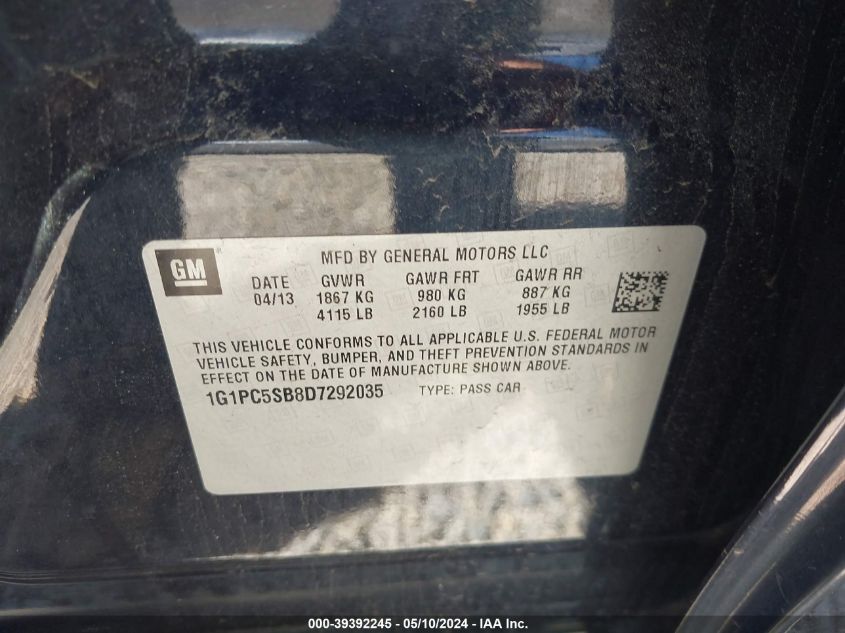 GM
MFD BY GENERAL MOTORS LLC
DATE GVWR GAWR FRT GAWR RR
04/13 1867 KG 980 KG 887 KG
4115 LB 2160 LB 1955 LB
THIS VEHICLE CONFORMS TO ALL APPLICABLE U.S. FEDERAL MOTOR
VEHICLE SAFETY, BUMPER, AND THEFT PREVENTION STANDARDS IN
EFFECT ON THE DATE OF MANUFACTURE SHOWN ABOVE.
1G1PC5SB8D7292035 TYPE: PASS CAR
000-39392245 - 05/10/2024 - IAA Inc.